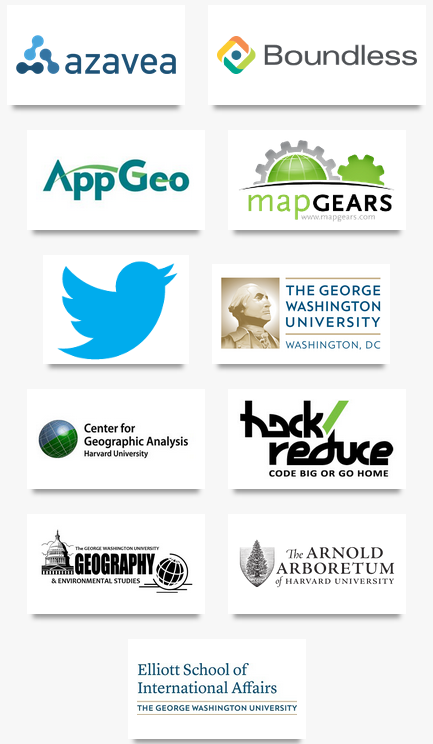 azavea
Boundless
AppGeo
mapGEARS
www.mapgears.com
THE GEORGE
WASHINGTON
UNIVERSITY
WASHINGTON, DC
Center for
Geographic Analysis
Harvard University
hack/
reduce
CODE BIG OR GO HOME
The GEORGE WASHINGTON UNIVERSITY
GEOGRAPHY
& ENVIRONMENTAL STUDIES
The ARNOLD
ARBORETUM
of HARVARD UNIVERSITY
Elliott School of
International Affairs
THE GEORGE WASHINGTON UNIVERSITY